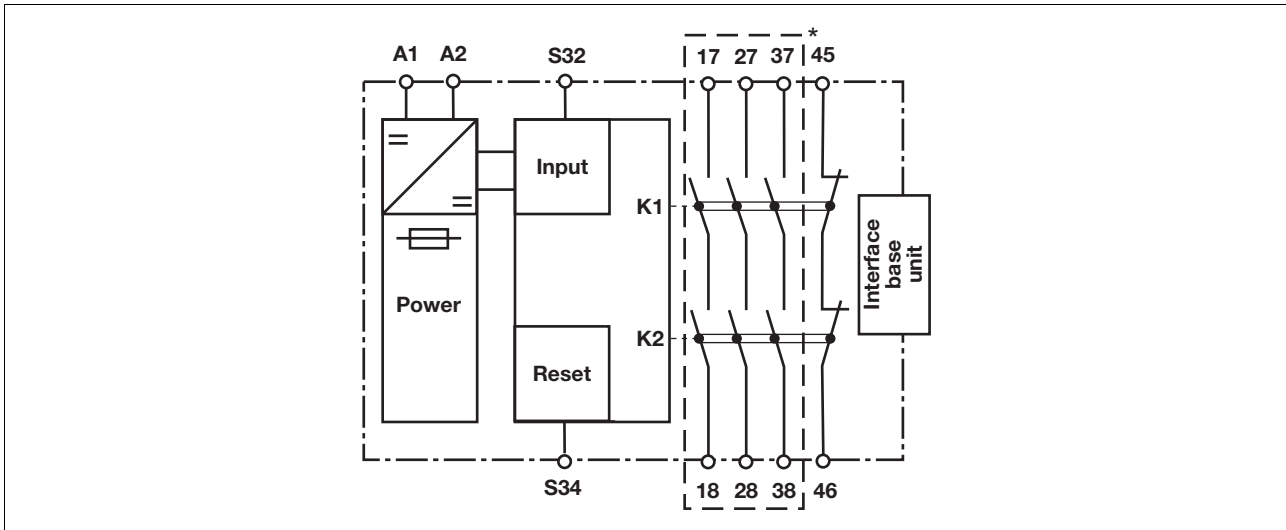 A1 A2 S32 17 27 37 * 45
Input
K1
Interface
base
unit
Power
K2
Reset
S34 18 28 38 46